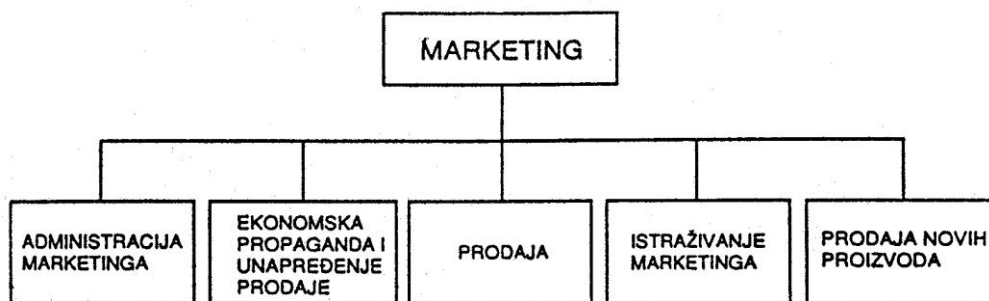 MARKETING
ADMINISTRACIJA
MARKETINGA
EKONOMSKA
PROPAGANDA I
UNAPREĐENJE
PRODAJE
PRODAJA
ISTRAŽIVANJE
MARKETINGA
PRODAJA NOVIH
PROIZVODA